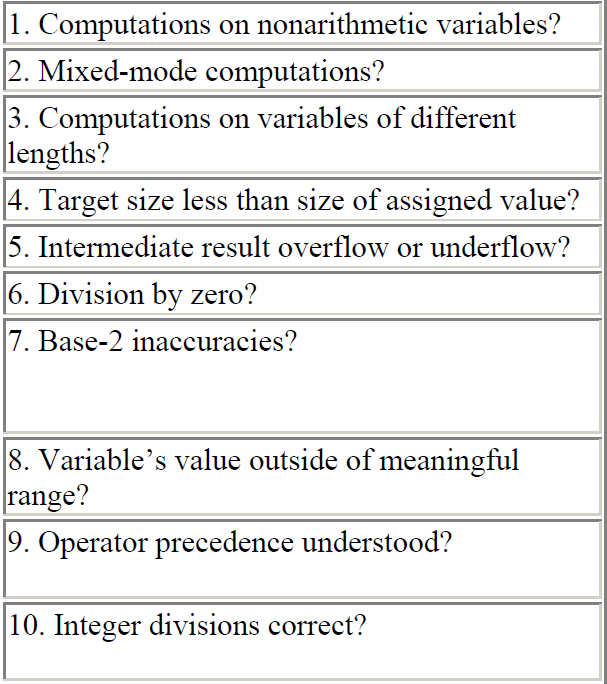 1. Computations on nonarithmetic variables?
2. Mixed-mode computations?
3. Computations on variables of different
lengths?
4. Target size less than size of assigned value?
5. Intermediate result overflow or underflow?
6. Division by zero?
7. Base-2 inaccuracies?
8. Variable’s value outside of meaningful
range?
9. Operator precedence understood?
10. Integer divisions correct?